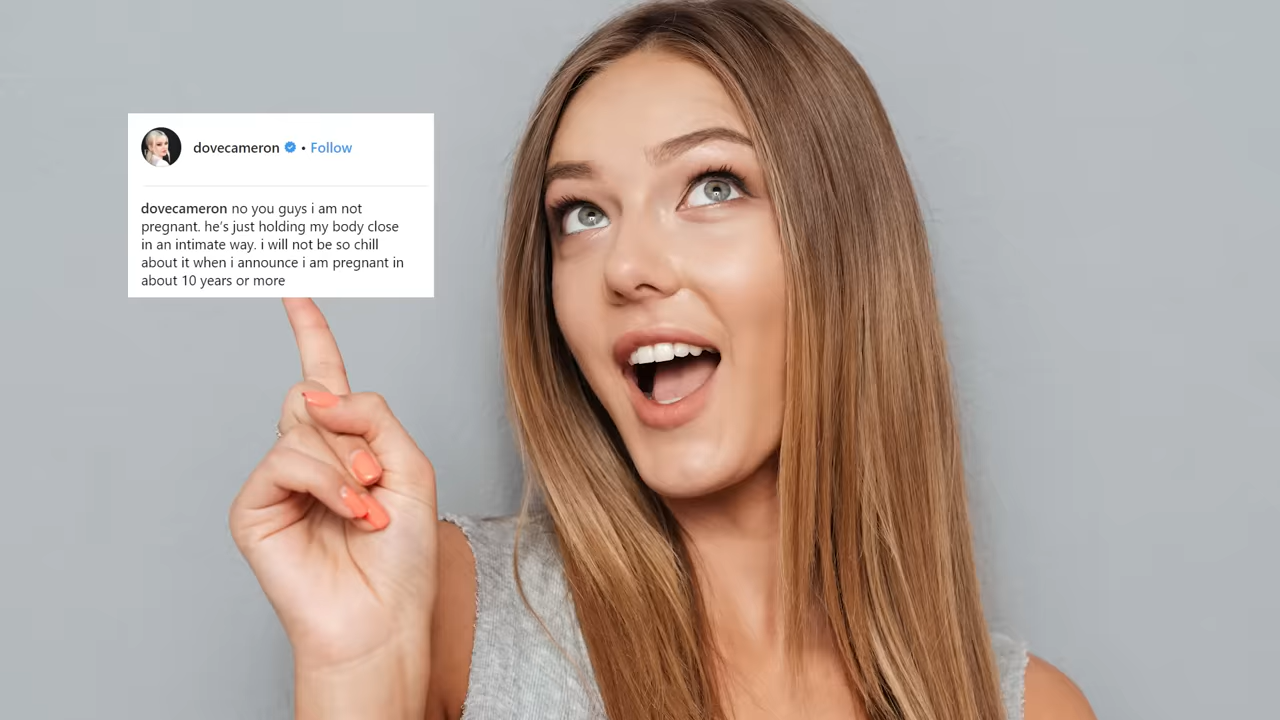 dovecameron • Follow
dovecameron no you guys i am not
pregnant. he's just holding my body close
in an intimate way. i will not be so chill
about it when i announce i am pregnant in
about 10 years or more